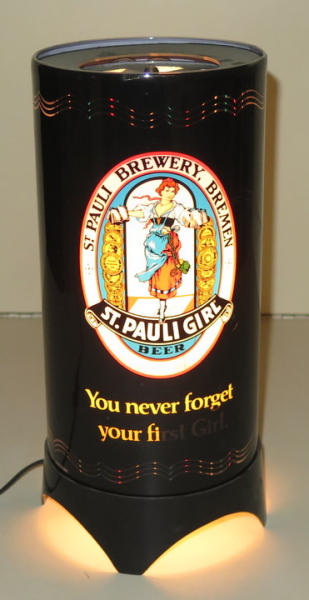 ST. PAULI BREWERY, BREMEN
ST. PAULI GIRL
BEER
You never forget
your first Girl.